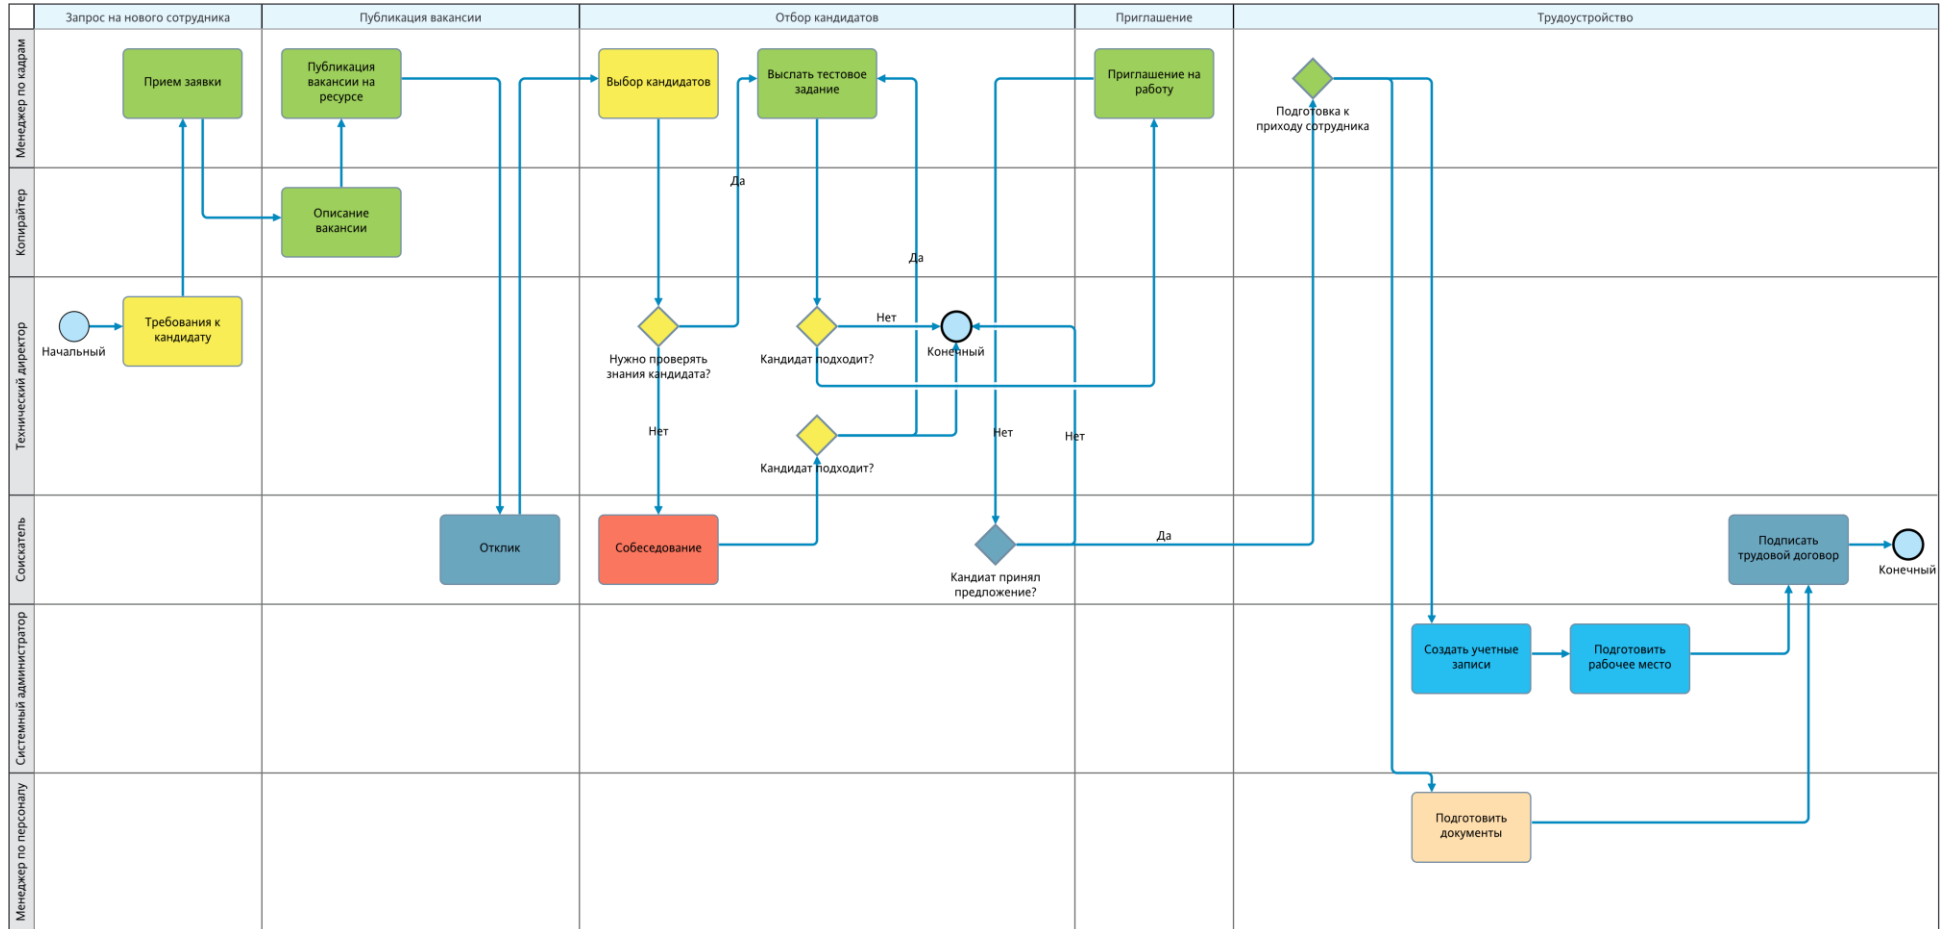 Запрос на нового сотрудника
Публикация вакансии
Отбор кандидатов
Приглашение
Трудоустройство
Менеджер по кадрам
Прием заявки
Публикация
вакансии на
ресурсе
Выбор кандидатов
Выслать тестовое
задание
Приглашение на
работу
Подготовка к
приходу сотрудника
Копирайтер
Описание
вакансии
Да
Да
Технический директор
Начальный
Требования к
кандидату
Нужно проверять
знания кандидата?
Кандидат подходит?
Нет
Конечный
Нет
Кандидат подходит?
Нет
Нет
Соискатель
Отклик
Собеседование
Кандиат принял
предложение?
Да
Подписать
трудовой договор
Конечный
Системный администратор
Создать учетные
записи
Подготовить
рабочее место
Менеджер по персоналу
Подготовить
документы